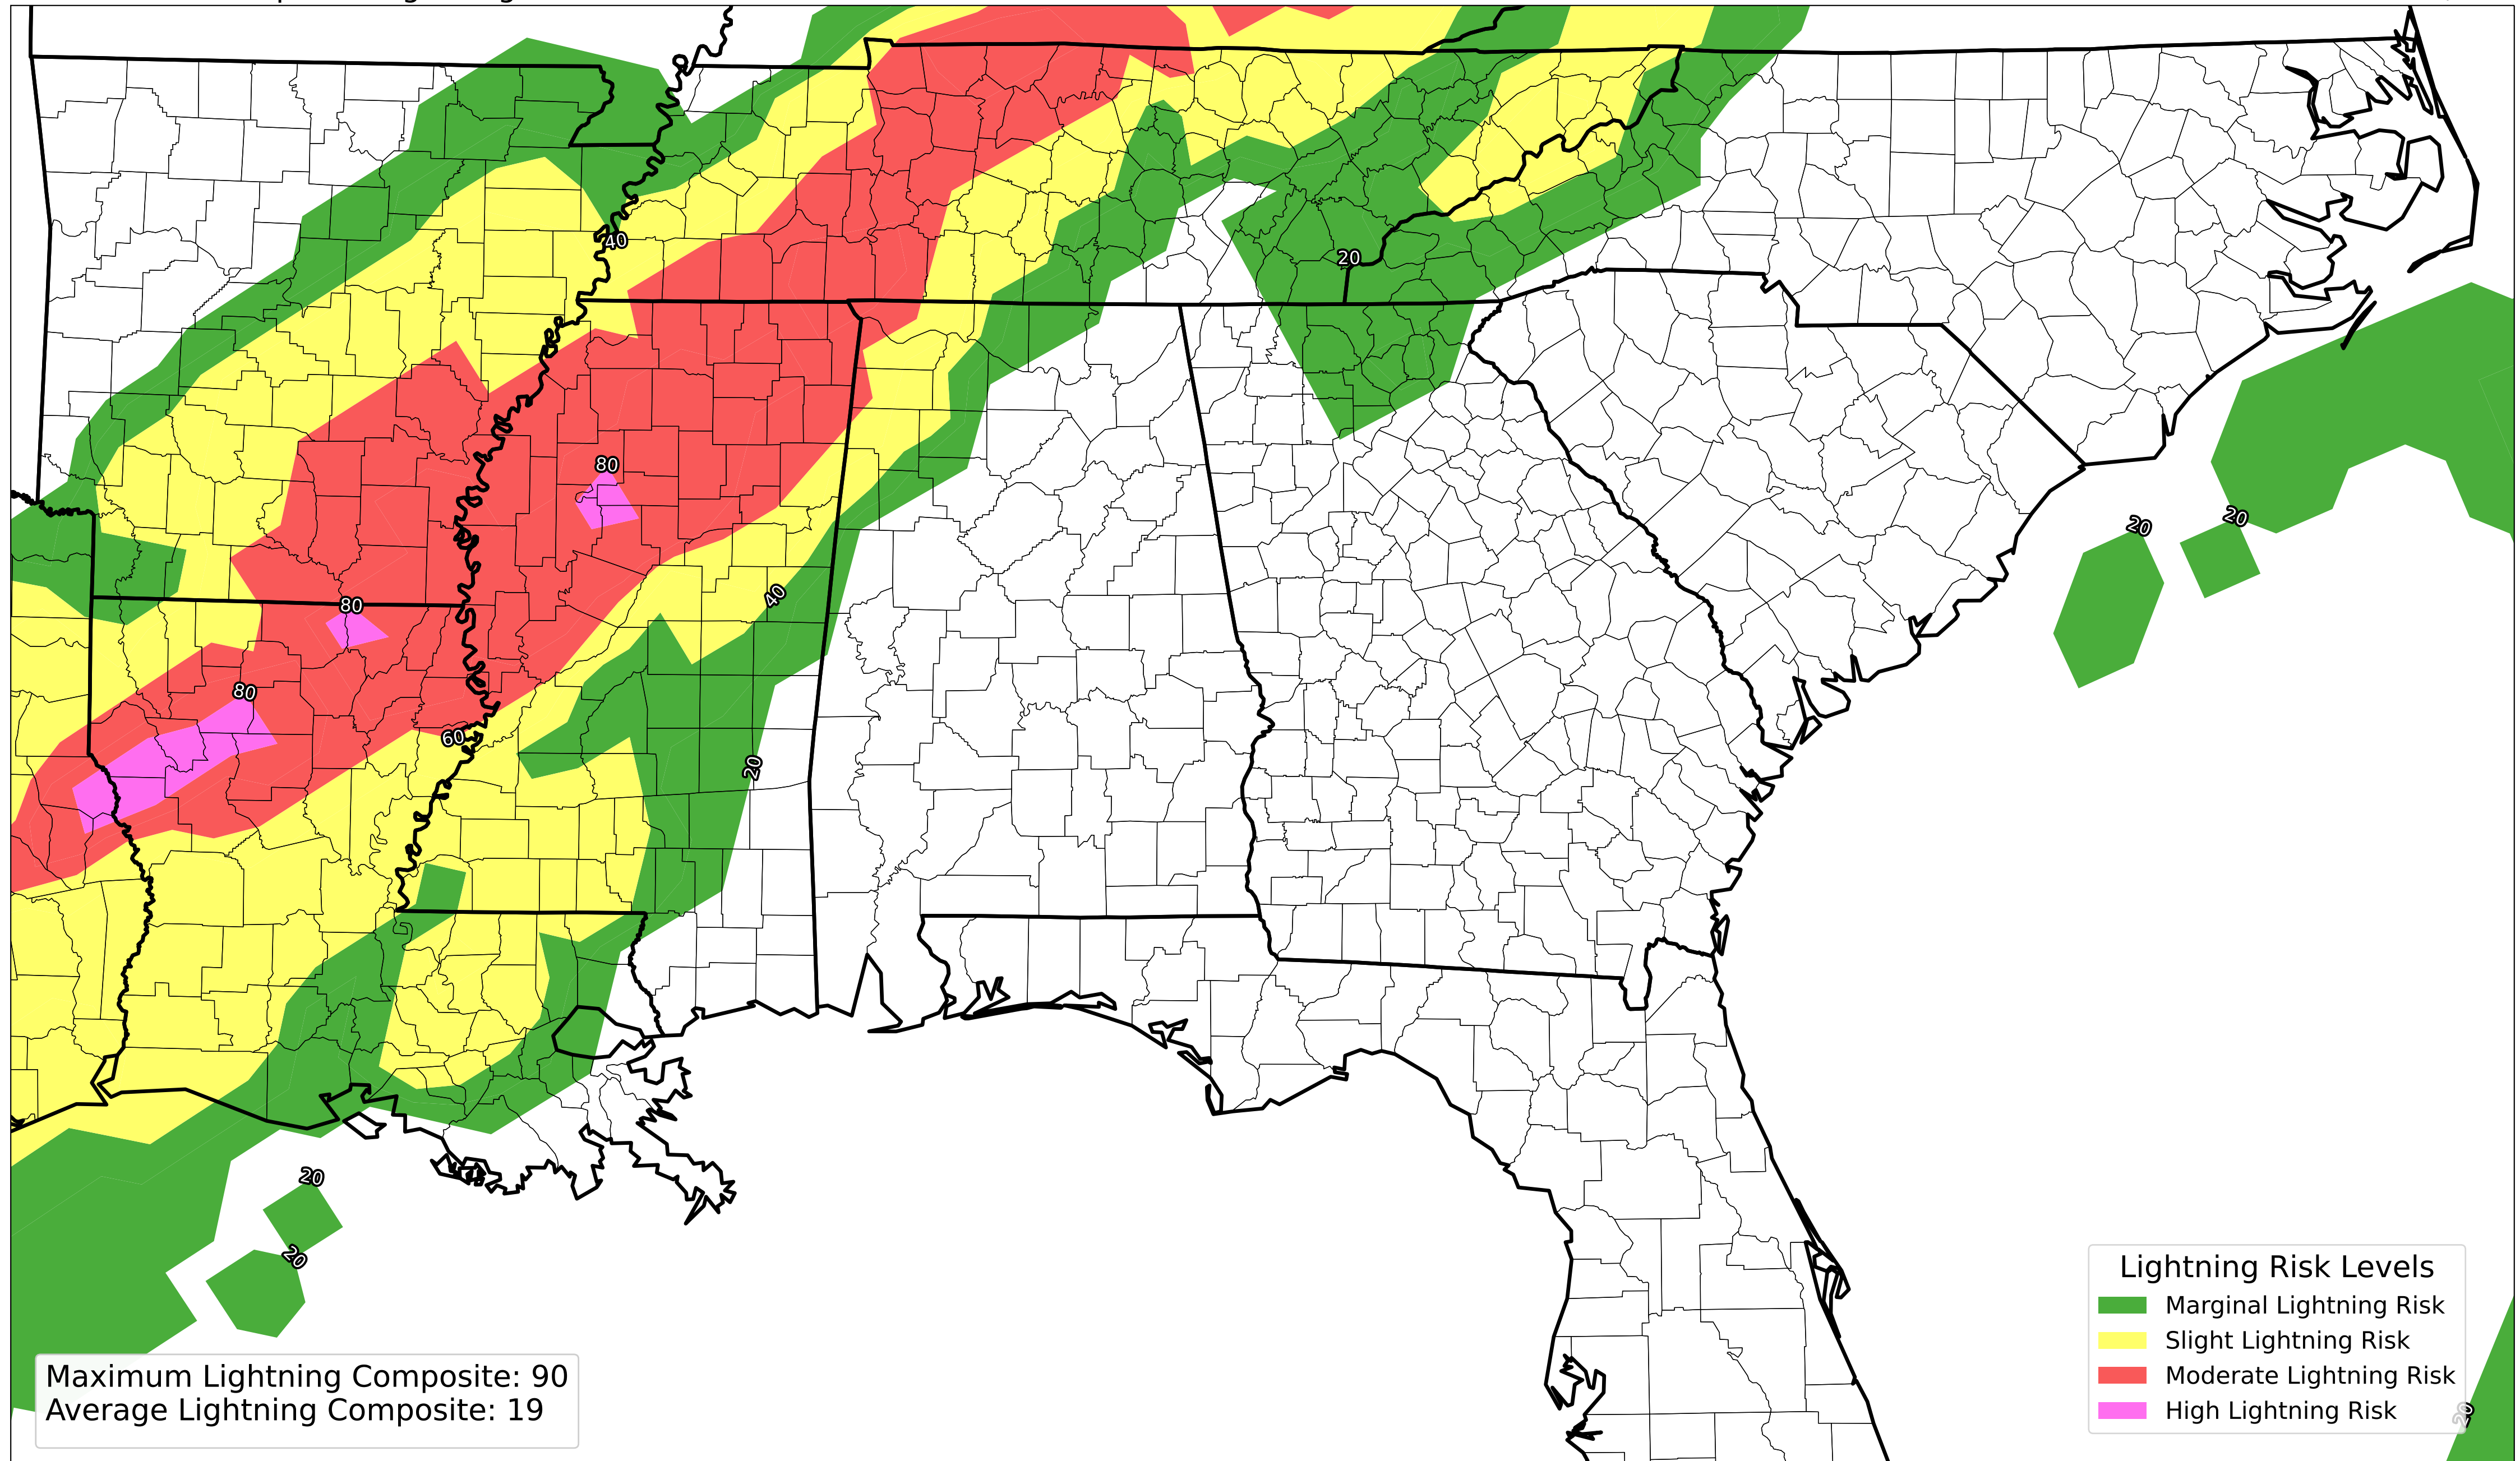 40
20
80
40
20
20
80
80
60
20
20
20
20
Maximum Lightning Composite: 90
Average Lightning Composite: 19
Lightning Risk Levels
Marginal Lightning Risk
Slight Lightning Risk
Moderate Lightning Risk
High Lightning Risk